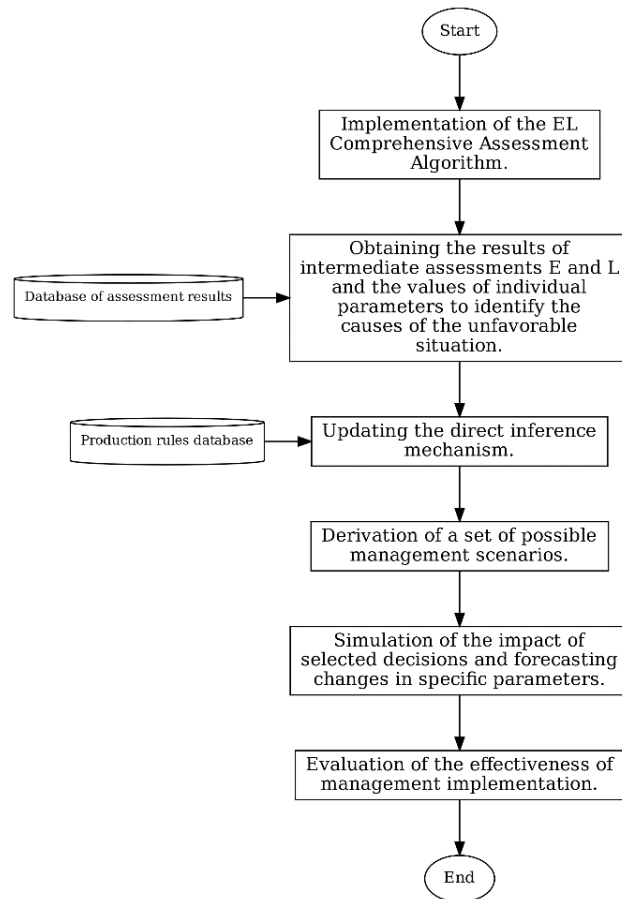 Start
Implementation of the EL
Comprehensive Assessment
Algorithm.
Obtaining the results of
intermediate assessments E and L
and the values of individual
parameters to identify the
causes of the unfavorable
situation.
Database of assessment results
Production rules database
Updating the direct inference
mechanism.
Derivation of a set of possible
management scenarios.
Simulation of the impact of
selected decisions and forecasting
changes in specific parameters.
Evaluation of the effectiveness of
management implementation.
End